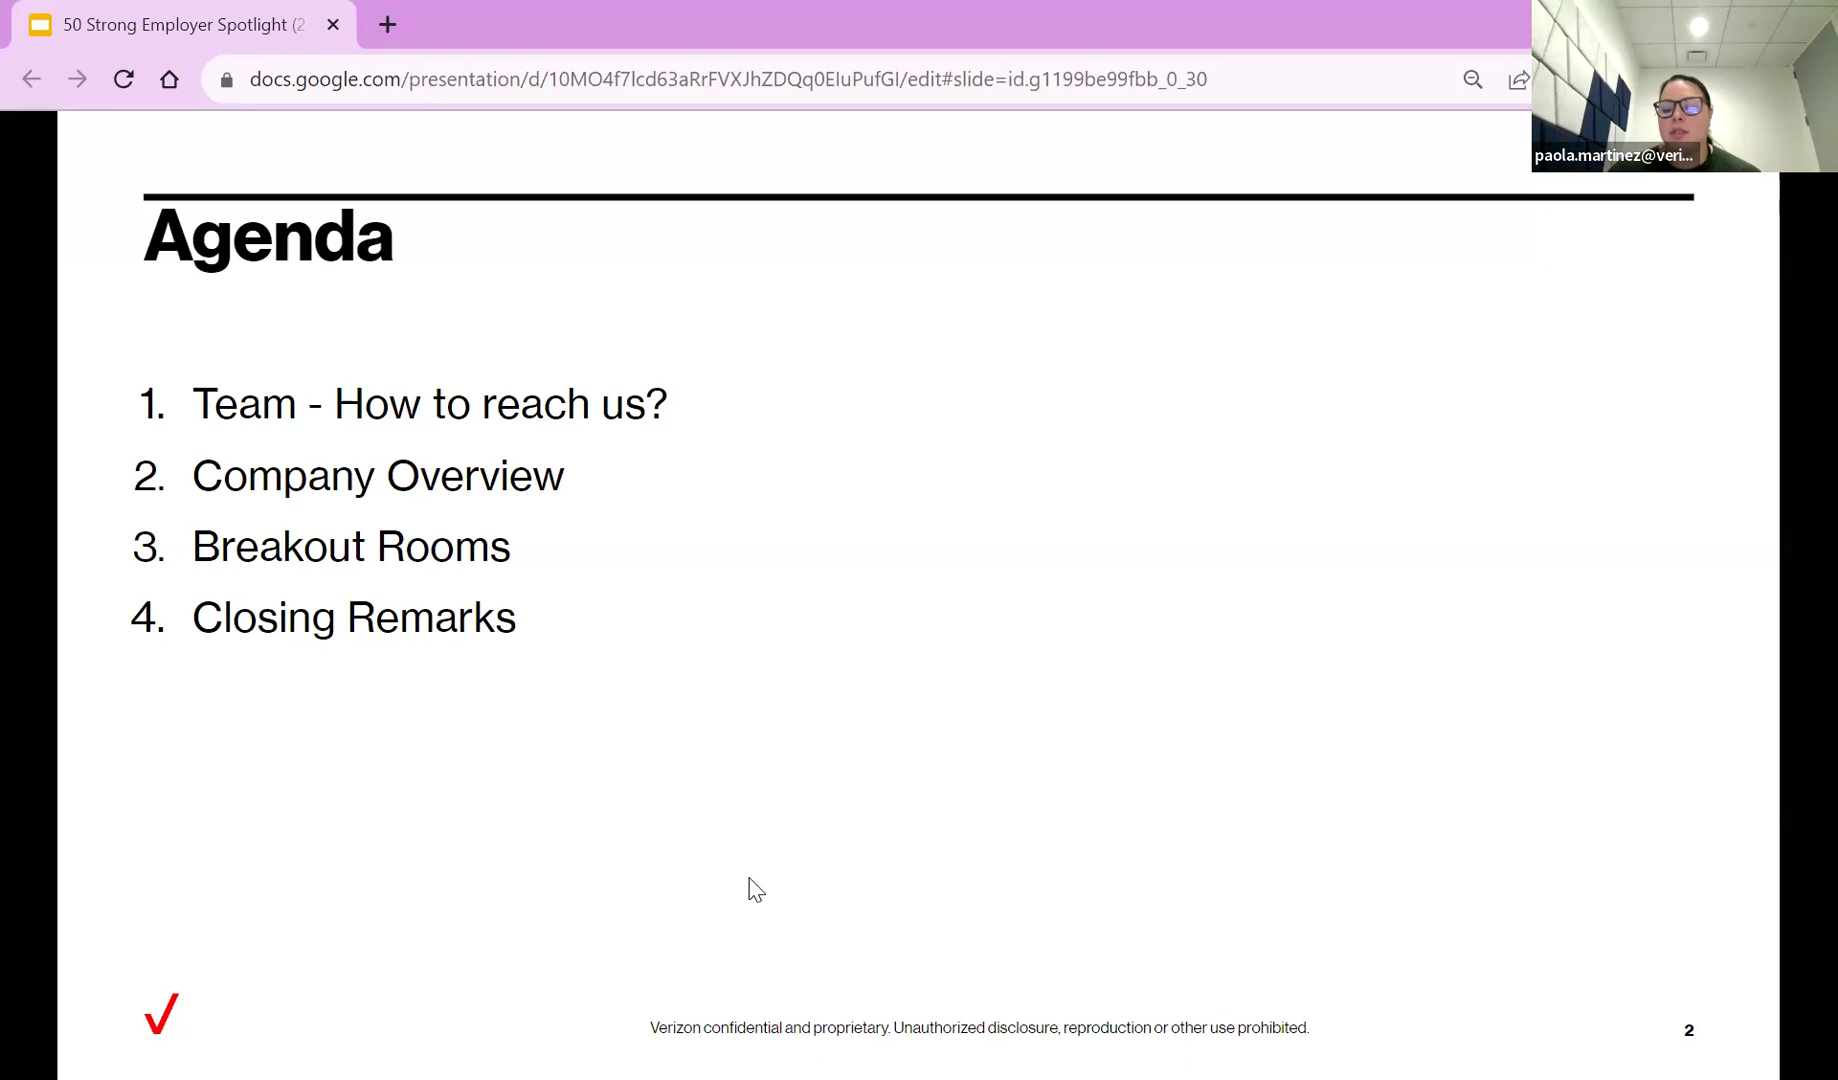 50 Strong Employer Spotlight (2
docs.google.com/presentation/d/10MO4f7lcd63aRrFVXJhZDQq0EIuPufGI/edit#slide=id.g1199be99fbb_0_30
paola.martinez@veri...
Agenda
1. Team - How to reach us?
2. Company Overview
3. Breakout Rooms
4. Closing Remarks
Verizon confidential and proprietary. Unauthorized disclosure, reproduction or other use prohibited.
2